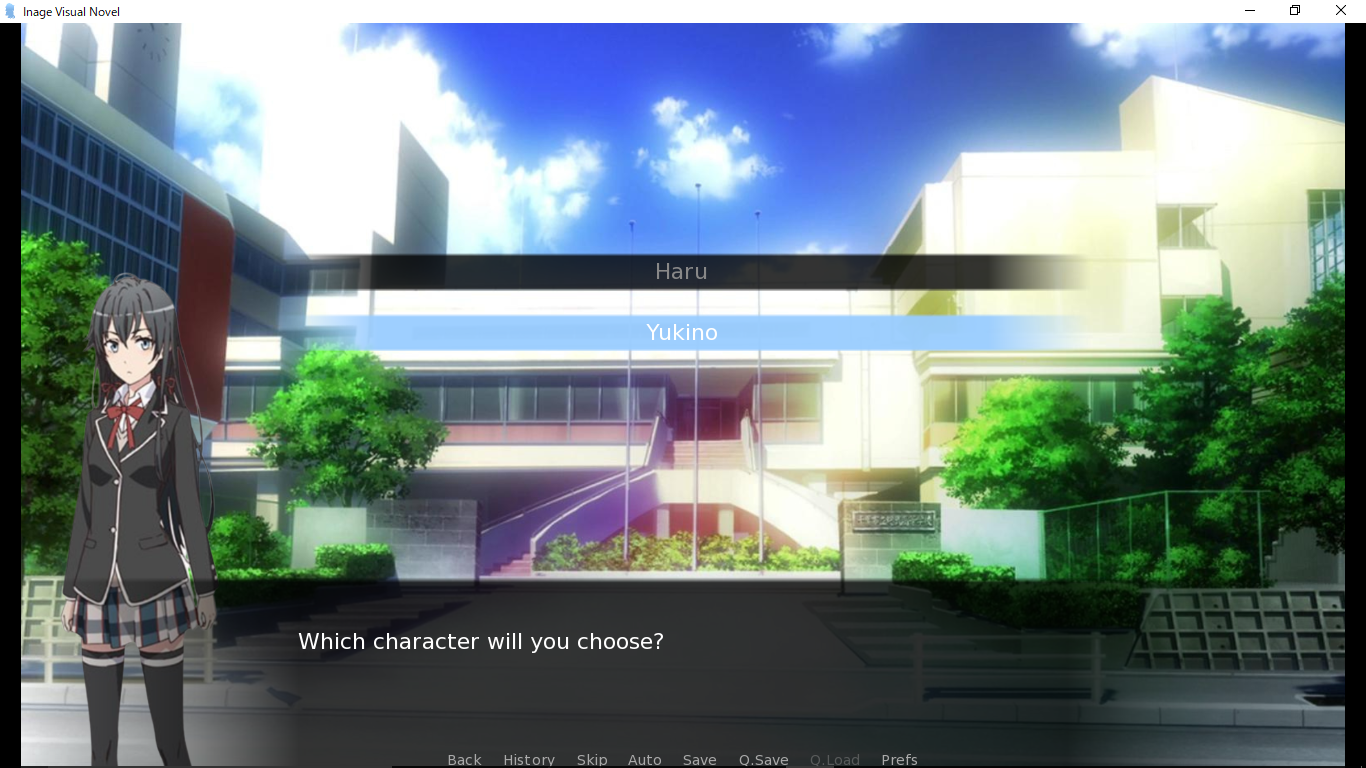 Inage Visual Novel
Haru
Yukino
Which character will you choose?
Back History Skip Auto Save Q.Save Q.Load Prefs